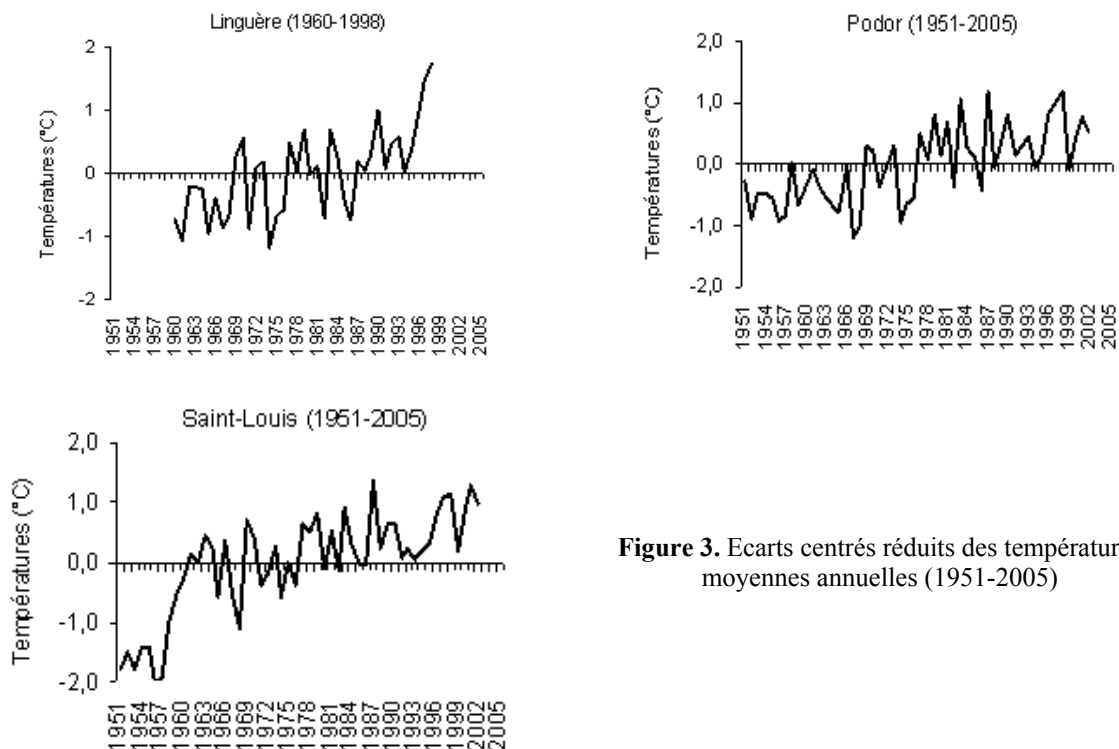 Linguère (1960-1998)
Températures (°C)
2
1
0
-1
-2
1951 1954 1957 1960 1963 1966 1969 1972 1975 1978 1981 1984 1987 1990 1993 1996 1999 2002 2005
Podor (1951-2005)
Températures (°C)
2,0
1,0
0,0
-1,0
-2,0
1951 1954 1957 1960 1963 1966 1969 1972 1975 1978 1981 1984 1987 1990 1993 1996 1999 2002 2005
Saint-Louis (1951-2005)
Températures (°C)
2,0
1,0
0,0
-1,0
-2,0
1951 1954 1957 1960 1963 1966 1969 1972 1975 1978 1981 1984 1987 1990 1993 1996 1999 2002 2005
Figure 3. Ecarts centrés réduits des températur
moyennes annuelles (1951-2005)